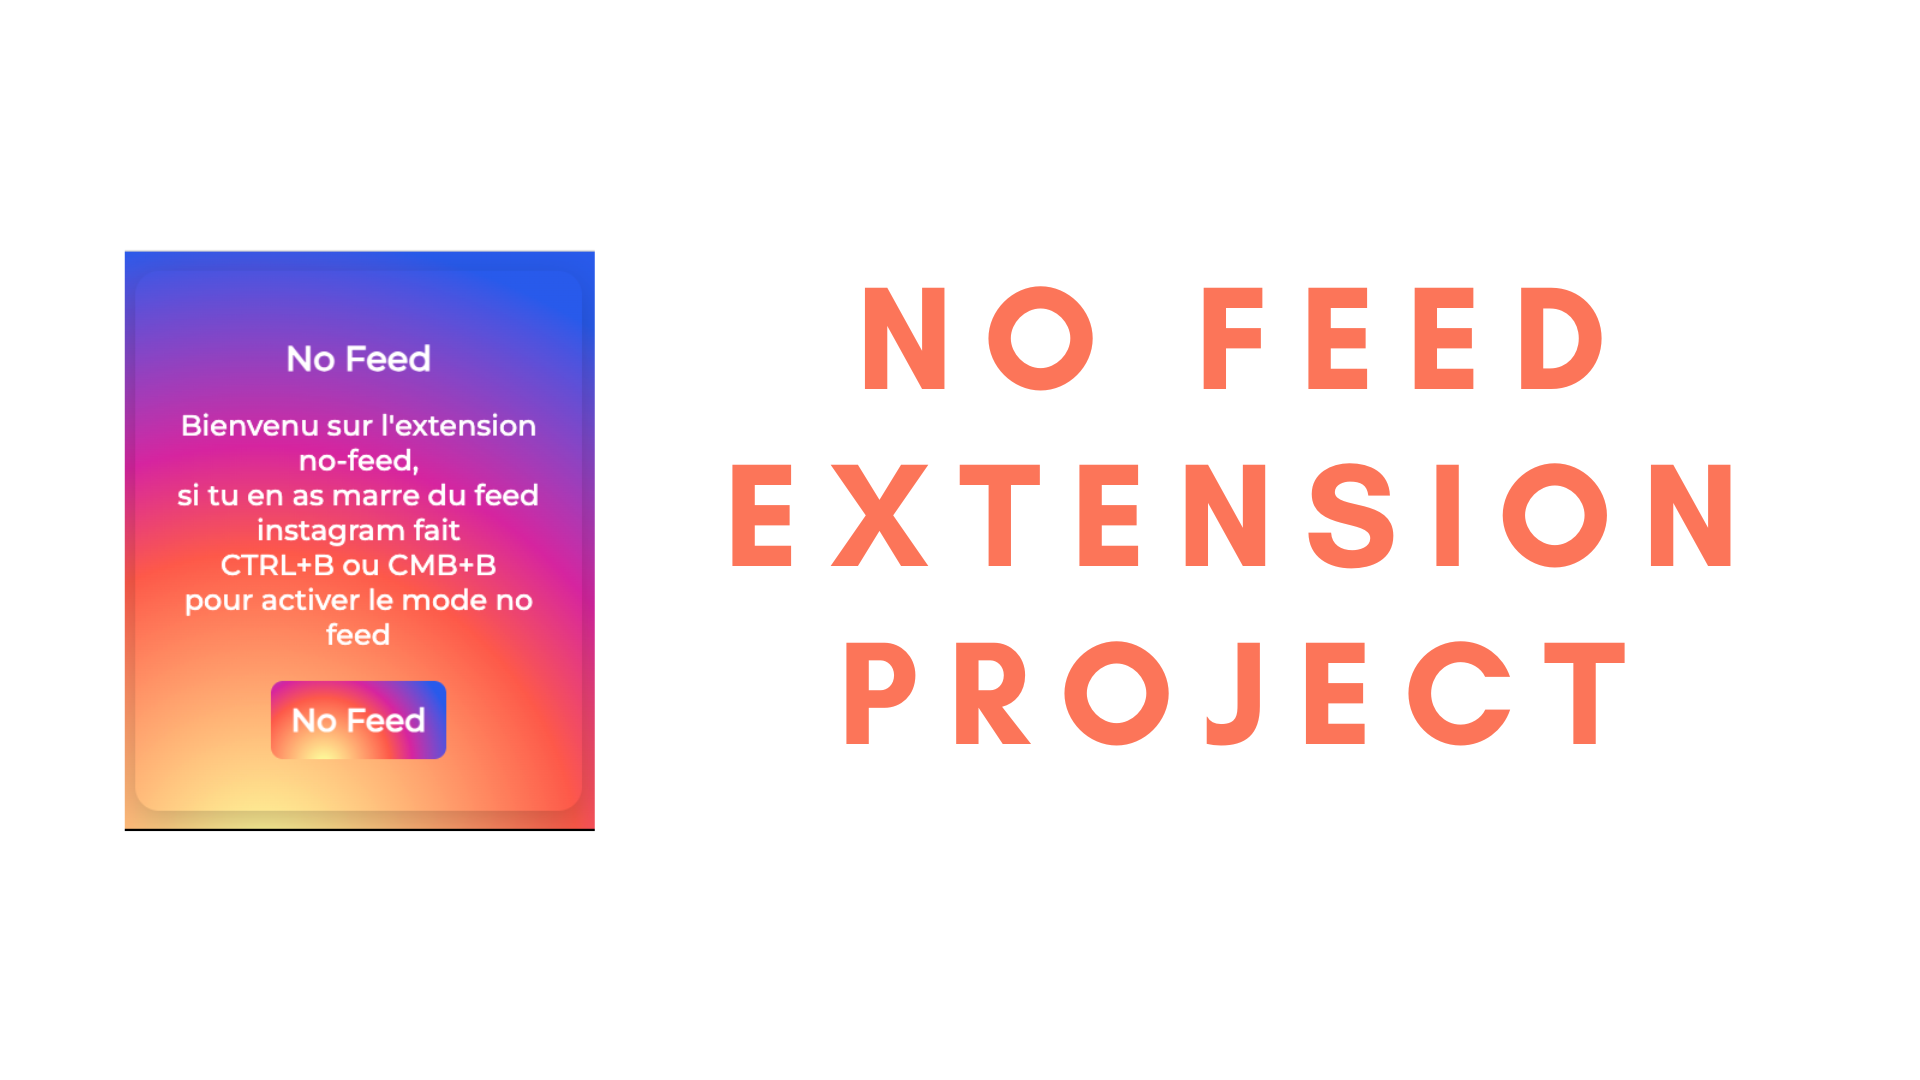 No Feed
Bienvenu sur l'extension
no-feed,
si tu en as marre du feed
instagram fait
CTRL+B ou CMB+B
pour activer le mode no
feed
No Feed
NO FEED
EXTENSION
PROJECT